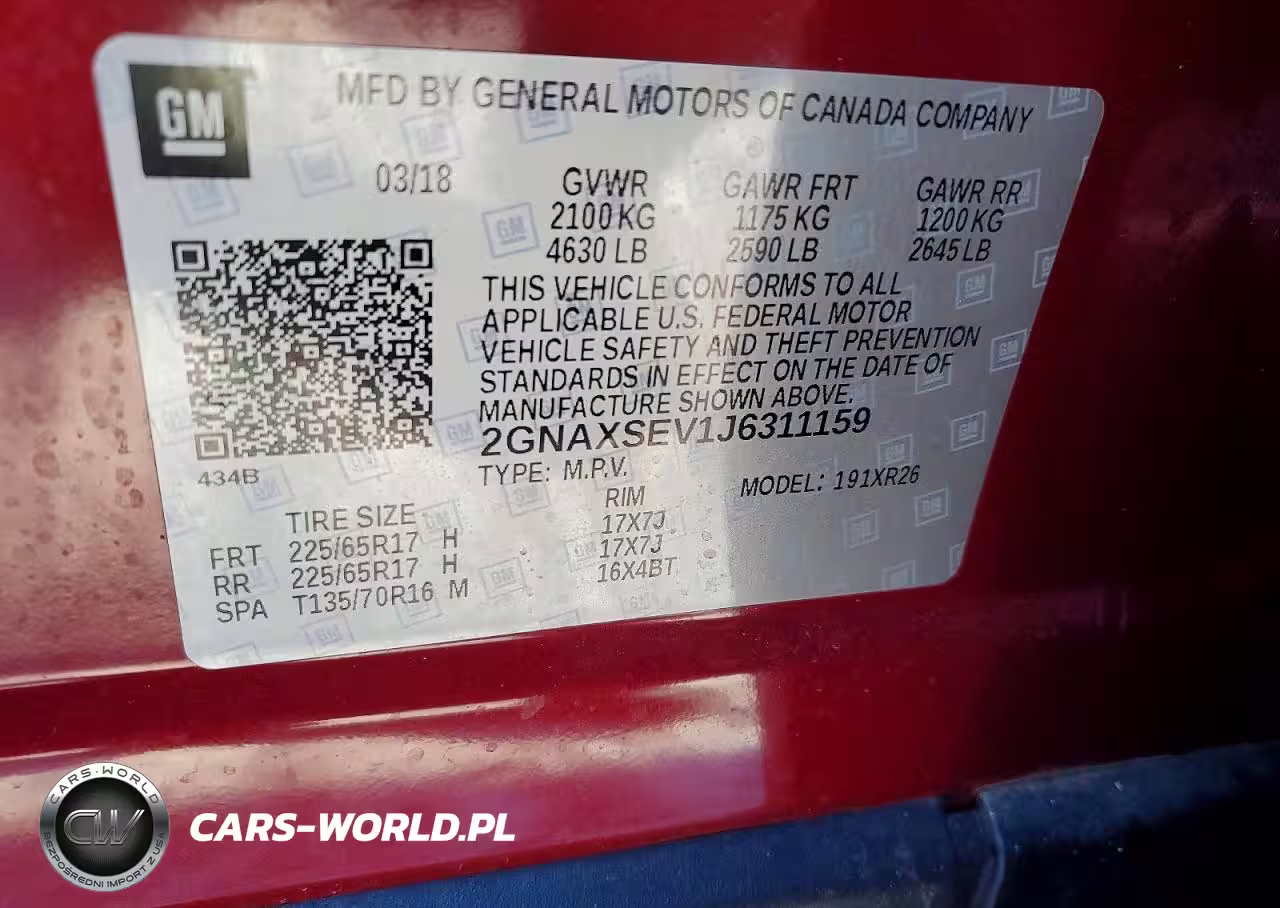 GM
MFD BY GENERAL MOTORS OF CANADA COMPANY
03/18 GVWR GAWR FRT GAWR RR
2100 KG 1175 KG 1200 KG
4630 LB 2590 LB 2645 LB
THIS VEHICLE CONFORMS TO ALL
APPLICABLE U.S. FEDERAL MOTOR
VEHICLE SAFETY AND THEFT PREVENTION
STANDARDS IN EFFECT ON THE DATE OF
MANUFACTURE SHOWN ABOVE.
2GNAXSEV1J6311159
434B TYPE: M.P.V. MODEL: 191XR26
TIRE SIZE RIM
FRT 225/65R17 H 17X7J
RR 225/65R17 H 17X7J
SPA T135/70R16 M 16X4BT
CARS-WORLD
CW
BEZPOŚREDNI IMPORT Z USA
CARS-WORLD.PL